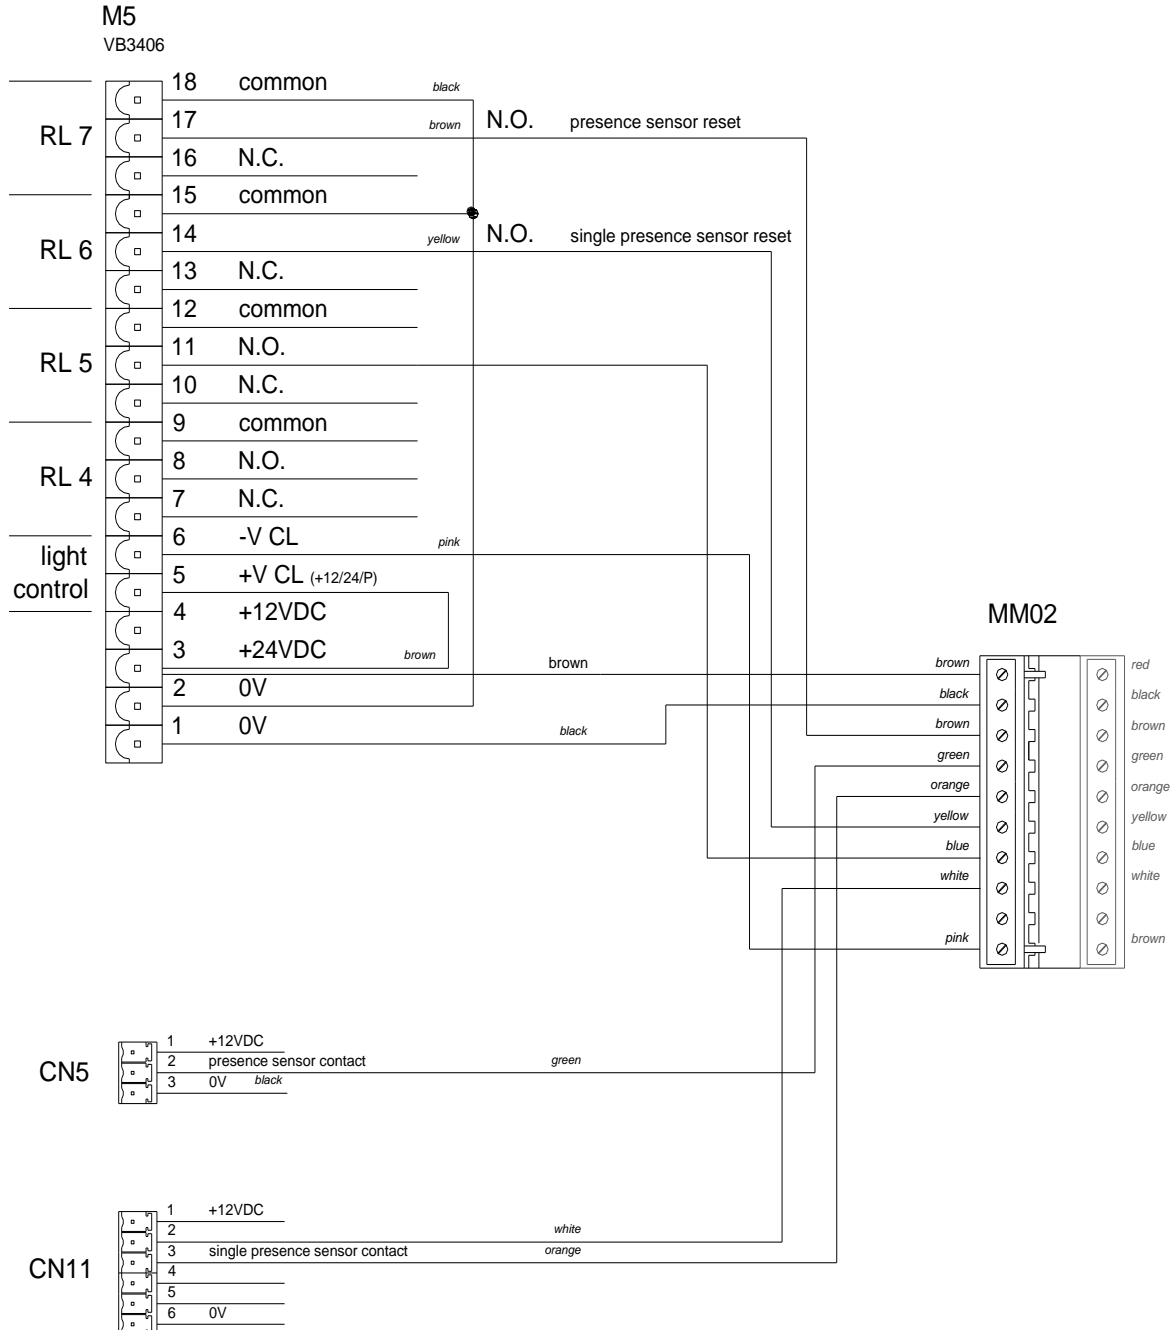 M5
VB3406
18 common black
RL 7 17 brown N.O. presence sensor reset
16 N.C.
15 common
RL 6 14 yellow N.O. single presence sensor reset
13 N.C.
12 common
RL 5 11 N.O.
10 N.C.
9 common
RL 4 8 N.O.
7 N.C.
6 -V CL pink
light
control
5 +V CL (+12/24/P)
4 +12VDC
3 +24VDC brown
brown
2 0V
1 0V black
MM02
brown red
black black
brown brown
green green
orange orange
yellow yellow
blue blue
white white
pink brown
CN5
1 +12VDC
2 presence sensor contact green
3 0V black
CN11
1 +12VDC
2 white
3 single presence sensor contact orange
4
5
6 0V